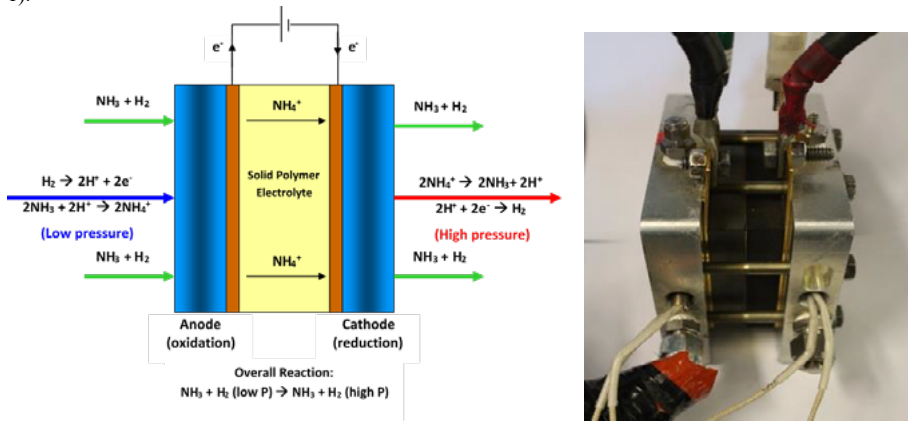 e⁻ e⁻
NH₃ + H₂ NH₄⁺ NH₃ + H₂
H₂ → 2H⁺ + 2e⁻ Solid Polymer 2NH₄⁺ → 2NH₃ + 2H⁺
2NH₃ + 2H⁺ → 2NH₄⁺ Electrolyte 2H⁺ + 2e⁻ → H₂
(Low pressure) (High pressure)
NH₃ + H₂ NH₄⁺ NH₃ + H₂
Anode Cathode
(oxidation) (reduction)
Overall Reaction:
NH₃ + H₂ (low P) → NH₃ + H₂ (high P)